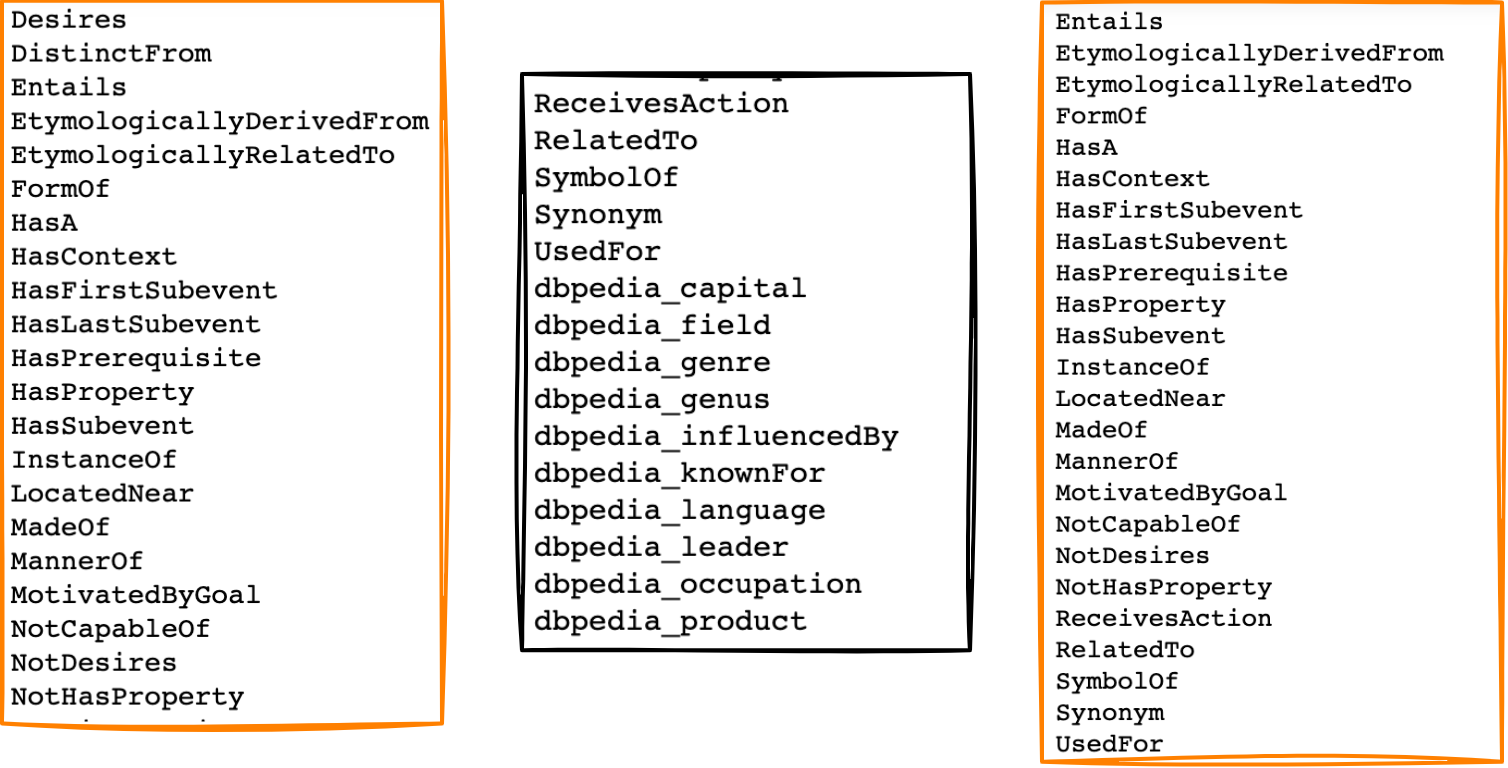 Desires
DistinctFrom
Entails
EtymologicallyDerivedFrom
EtymologicallyRelatedTo
FormOf
HasA
HasContext
HasFirstSubevent
HasLastSubevent
HasPrerequisite
HasProperty
HasSubevent
InstanceOf
LocatedNear
MadeOf
MannerOf
MotivatedByGoal
NotCapableOf
NotDesires
NotHasProperty
ReceivesAction
RelatedTo
SymbolOf
Synonym
UsedFor
dbpedia_capital
dbpedia_field
dbpedia_genre
dbpedia_genus
dbpedia_influencedBy
dbpedia_knownFor
dbpedia_language
dbpedia_leader
dbpedia_occupation
dbpedia_product
Entails
EtymologicallyDerivedFrom
EtymologicallyRelatedTo
FormOf
HasA
HasContext
HasFirstSubevent
HasLastSubevent
HasPrerequisite
HasProperty
HasSubevent
InstanceOf
LocatedNear
MadeOf
MannerOf
MotivatedByGoal
NotCapableOf
NotDesires
NotHasProperty
ReceivesAction
RelatedTo
SymbolOf
Synonym
UsedFor